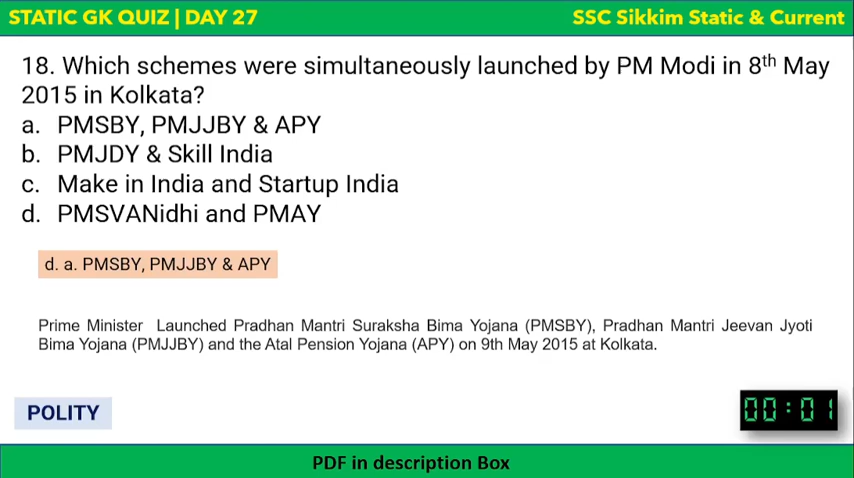 STATIC GK QUIZ | DAY 27
SSC Sikkim Static & Current
18. Which schemes were simultaneously launched by PM Modi in 8th May
2015 in Kolkata?
a. PMSBY, PMJJBY & APY
b. PMJDY & Skill India
c. Make in India and Startup India
d. PMSVANidhi and PMAY
d. a. PMSBY, PMJJBY & APY
Prime Minister Launched Pradhan Mantri Suraksha Bima Yojana (PMSBY), Pradhan Mantri Jeevan Jyoti
Bima Yojana (PMJJBY) and the Atal Pension Yojana (APY) on 9th May 2015 at Kolkata.
POLITY
00:01
PDF in description Box